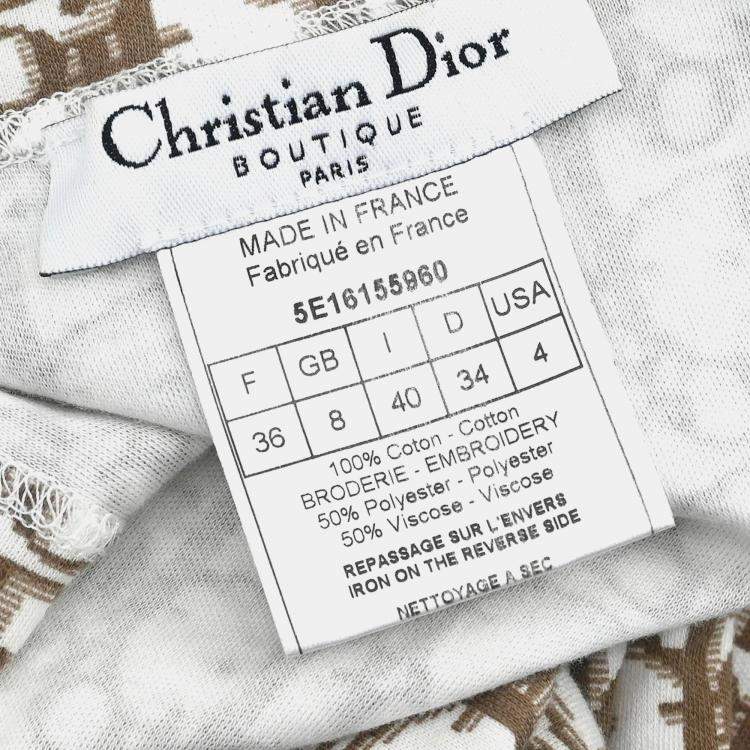 Christian Dior
BOUTIQUE
PARIS
MADE IN FRANCE
Fabriqué en France
5E16155960
F GB I D USA
36 8 40 34 4
100% Coton - Cotton
BRODERIE - EMBROIDERY
50% Polyester - Polyester
50% Viscose - Viscose
REPASSAGE SUR L'ENVERS
IRON ON THE REVERSE SIDE
NETTOYAGE A SEC